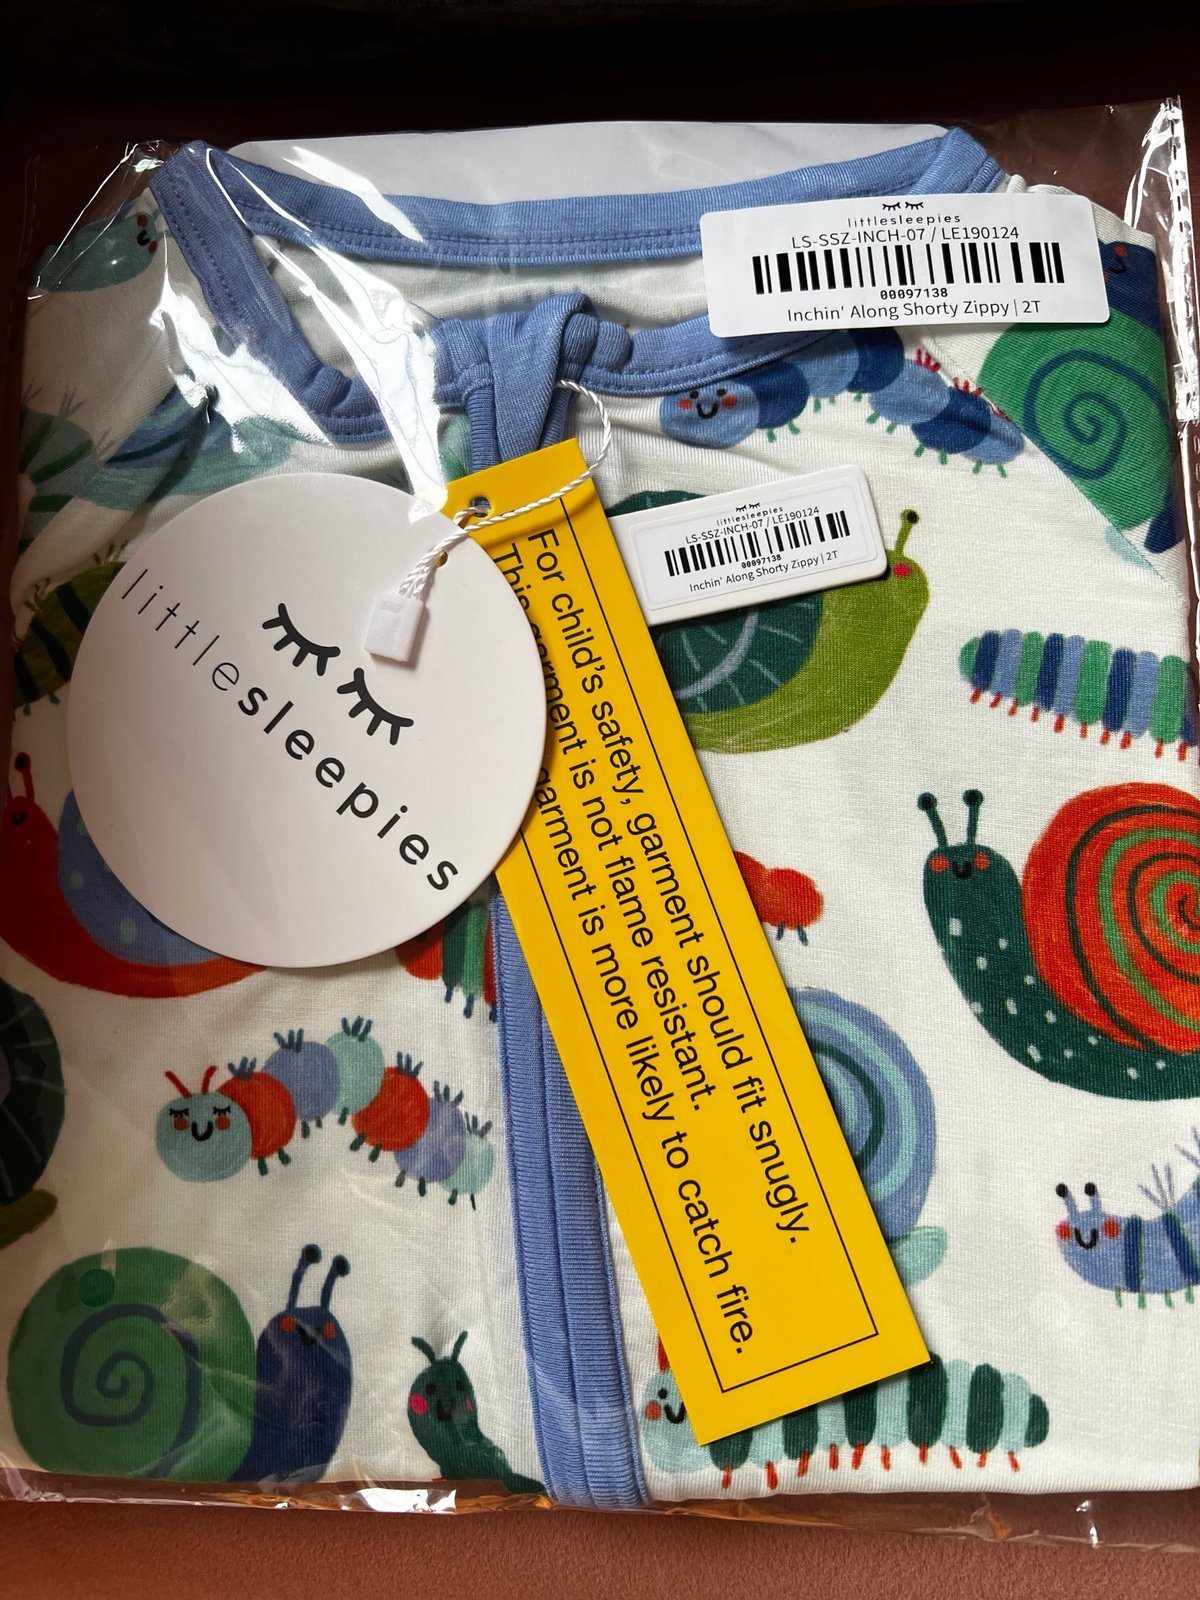 littlesleepies
LS-SSZ-INCH-07 / LE190124
00097138
Inchin' Along Shorty Zippy | 2T
littlesleepies
LS-SSZ-INCH-07 / LE190124
00097138
Inchin' Along Shorty Zippy | 2T
littlesleepies
For child's safety, garment should fit snugly.
This garment is not flame resistant.
garment is more likely to catch fire.